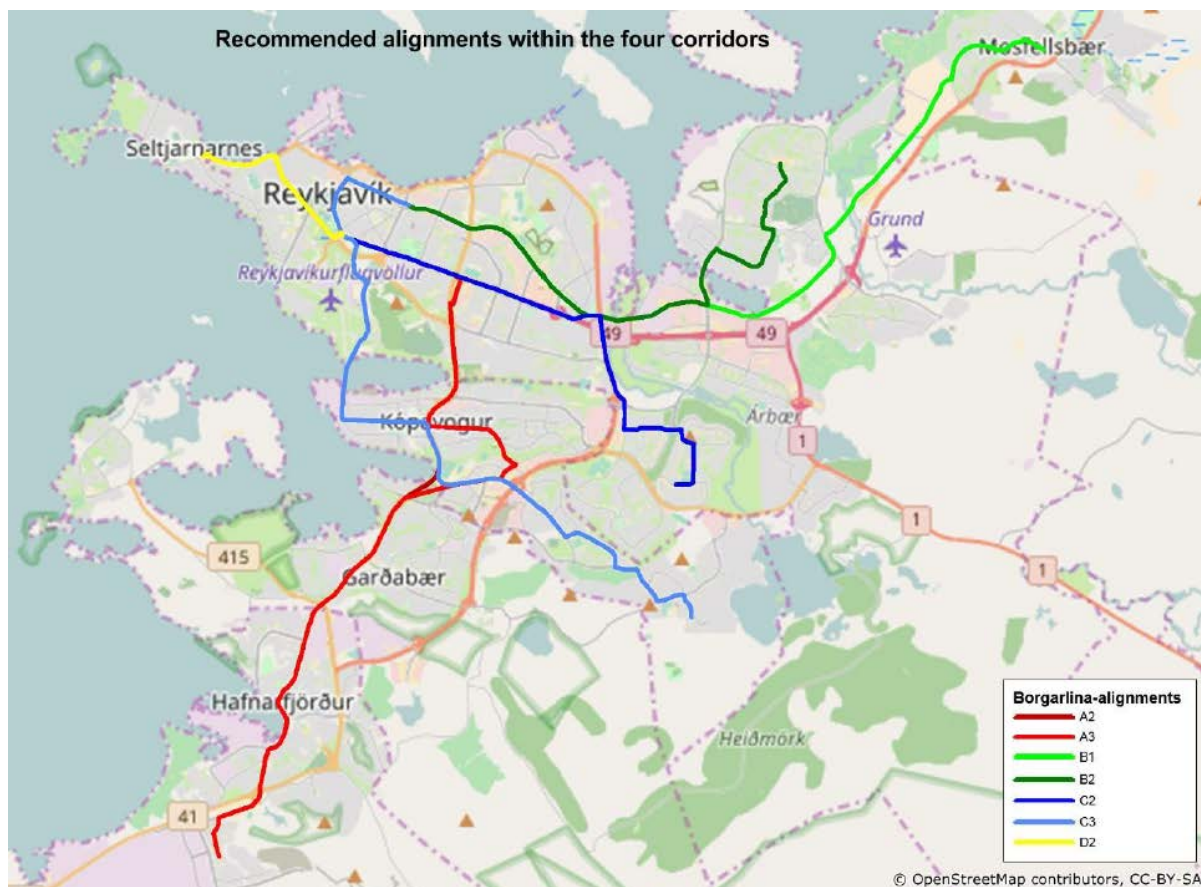 Recommended alignments within the four corridors
Mosfellsbær
Seltjarnarnes
Reykjavík
Grund
Reykjavíkurflugvöllur
49
49
Kópavogur
Árbær
1
1
415
1
Garðabær
Hafnarfjörður
Heiðmörk
41
Borgarlina-alignments
A2
A3
B1
B2
C2
C3
D2
© OpenStreetMap contributors, CC-BY-SA